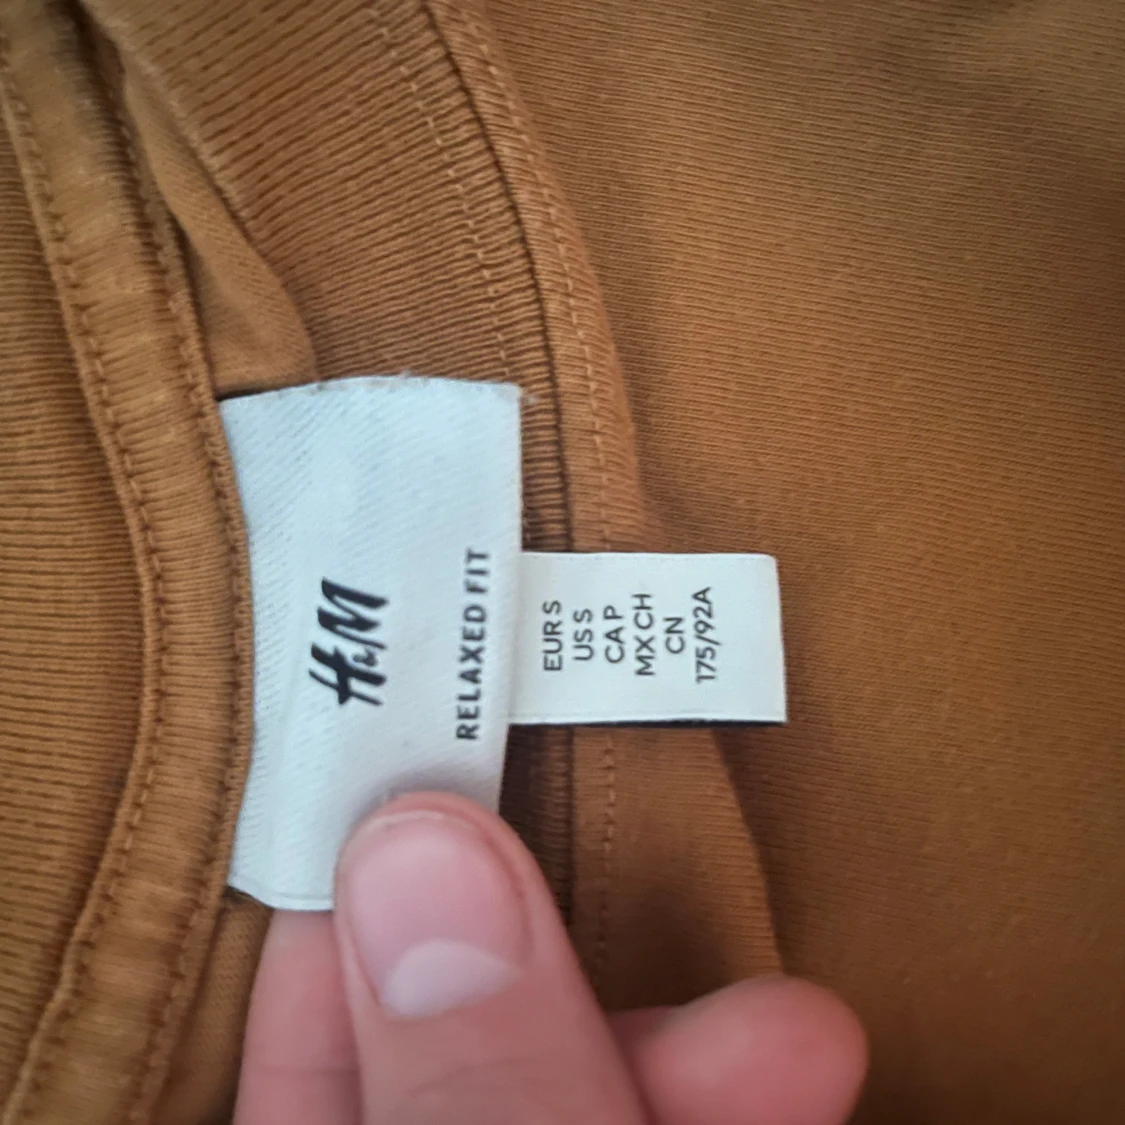 H&M
RELAXED FIT
EUR S
US S
CA P
MX CH
CN
175/92A